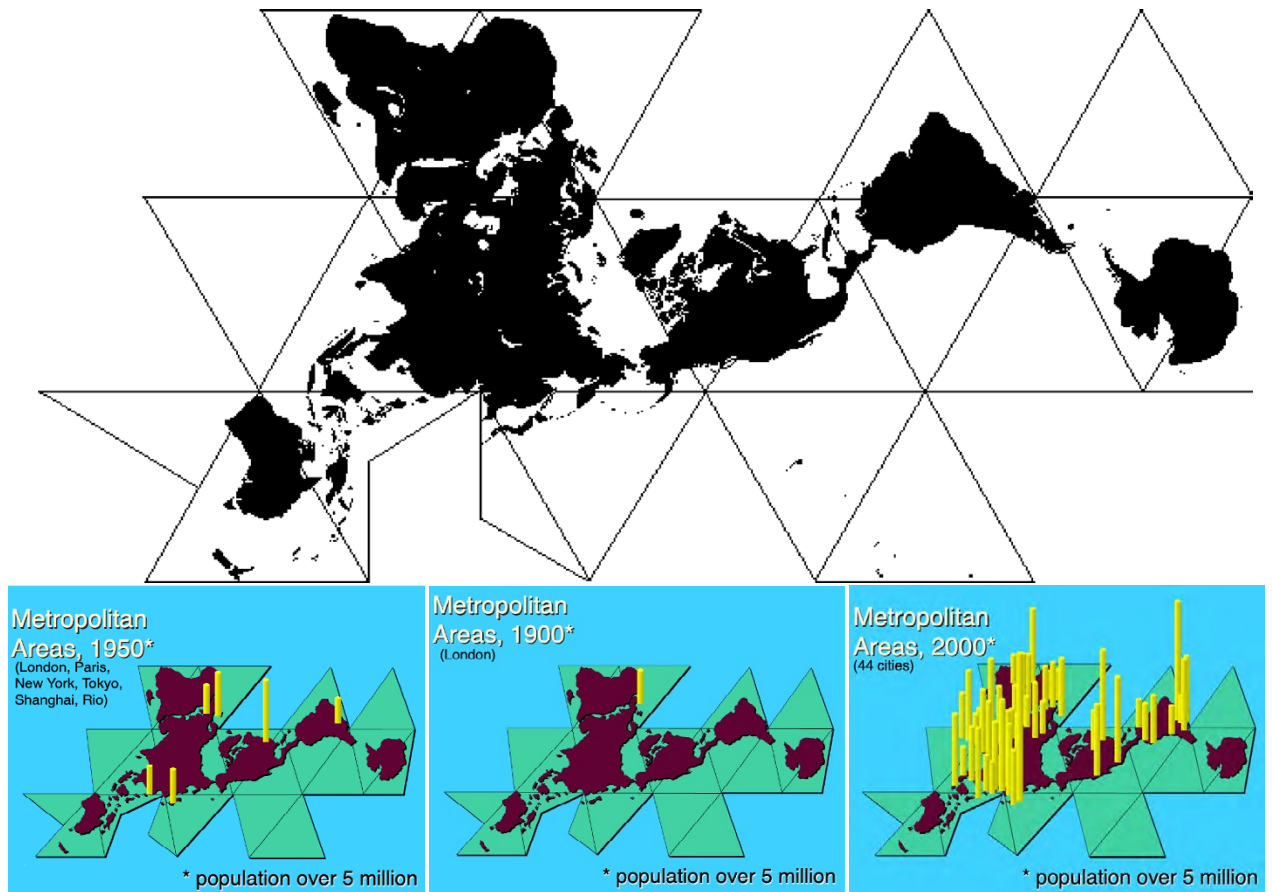 Metropolitan
Areas, 1950*
(London, Paris,
New York, Tokyo,
Shanghai, Rio)
* population over 5 million
Metropolitan
Areas, 1900*
(London)
* population over 5 million
Metropolitan
Areas, 2000*
(44 cities)
* population over 5 million